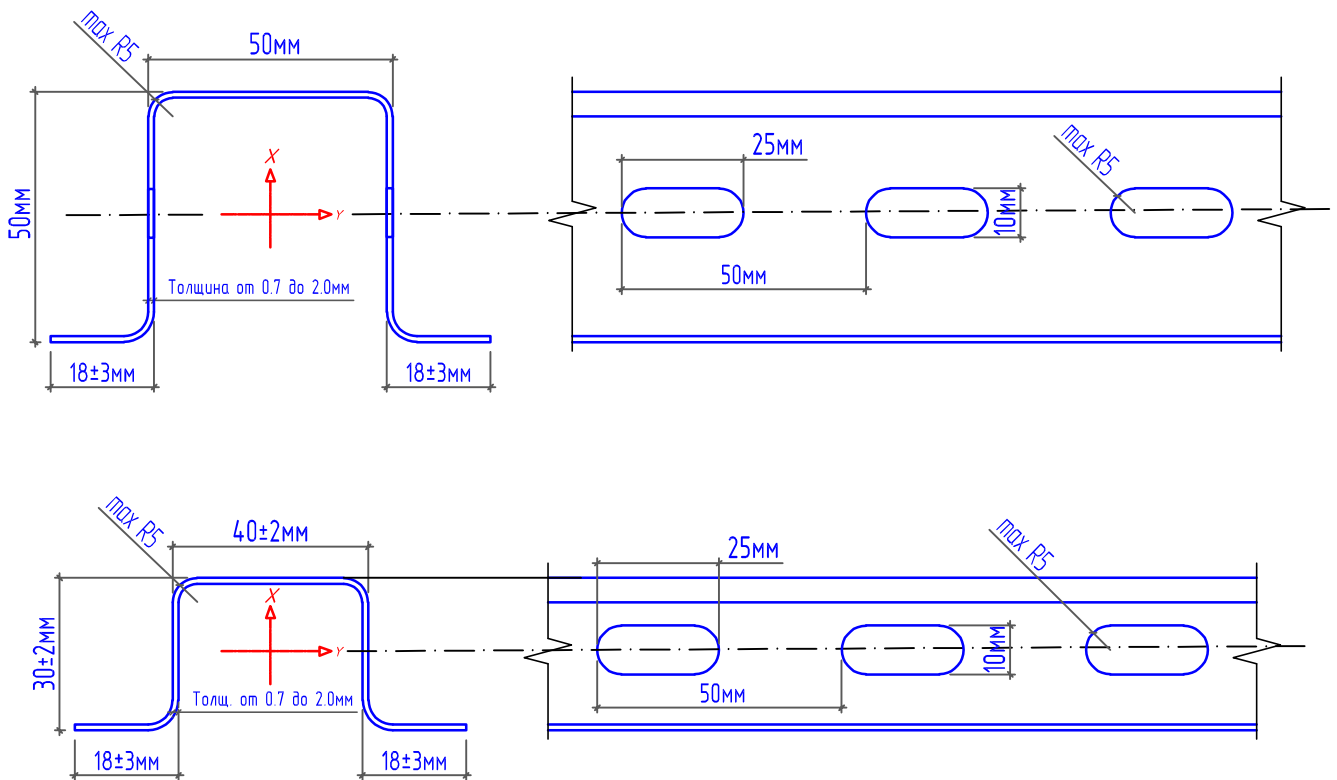 max R5
50мм
50мм
X
Y
Толщина от 0.7 до 2.0мм
18±3мм
18±3мм
25мм
max R5
10мм
50мм
max R5
40±2мм
30±2мм
X
Y
Толщ. от 0.7 до 2.0мм
18±3мм
18±3мм
25мм
max R5
10мм
50мм